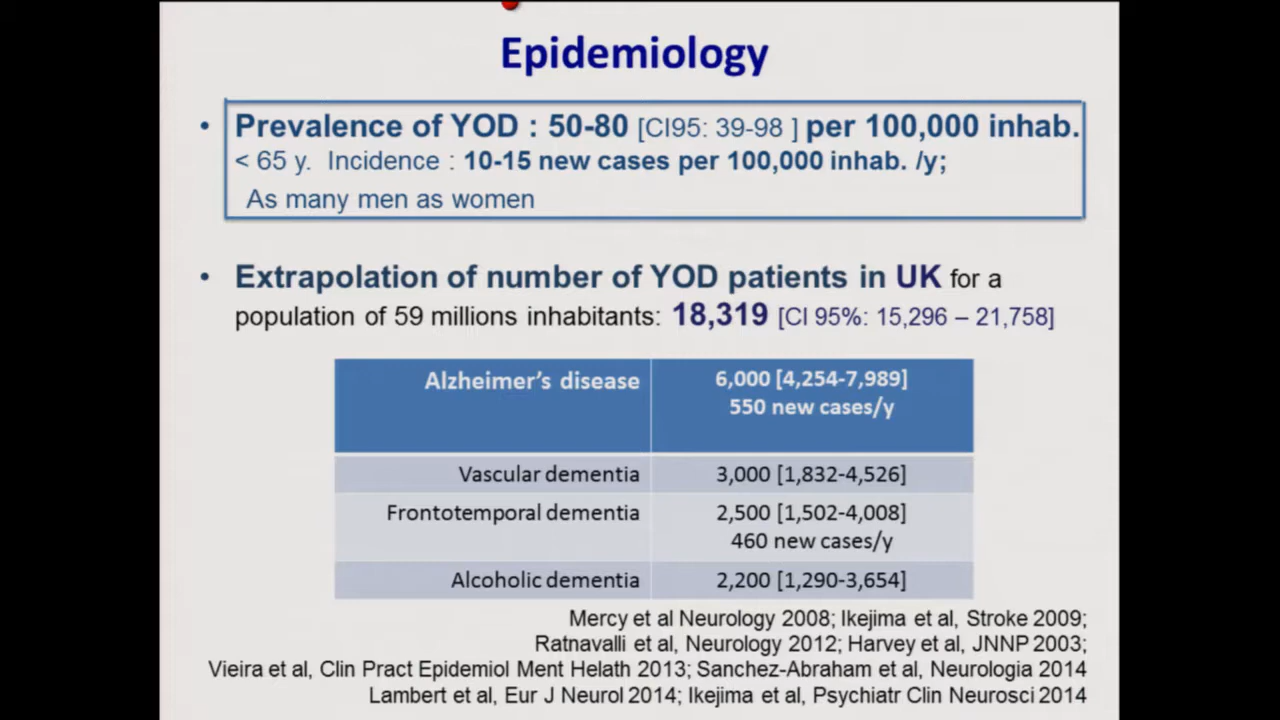 Epidemiology
• Prevalence of YOD : 50-80 [CI95: 39-98 ] per 100,000 inhab.
< 65 y. Incidence : 10-15 new cases per 100,000 inhab. /y;
As many men as women
• Extrapolation of number of YOD patients in UK for a
population of 59 millions inhabitants: 18,319 [CI 95%: 15,296 – 21,758]
Alzheimer's disease 6,000 [4,254-7,989]
550 new cases/y
Vascular dementia 3,000 [1,832-4,526]
Frontotemporal dementia 2,500 [1,502-4,008]
460 new cases/y
Alcoholic dementia 2,200 [1,290-3,654]
Mercy et al Neurology 2008; Ikejima et al, Stroke 2009;
Ratnavalli et al, Neurology 2012; Harvey et al, JNNP 2003;
Vieira et al, Clin Pract Epidemiol Ment Helath 2013; Sanchez-Abraham et al, Neurologia 2014
Lambert et al, Eur J Neurol 2014; Ikejima et al, Psychiatr Clin Neurosci 2014